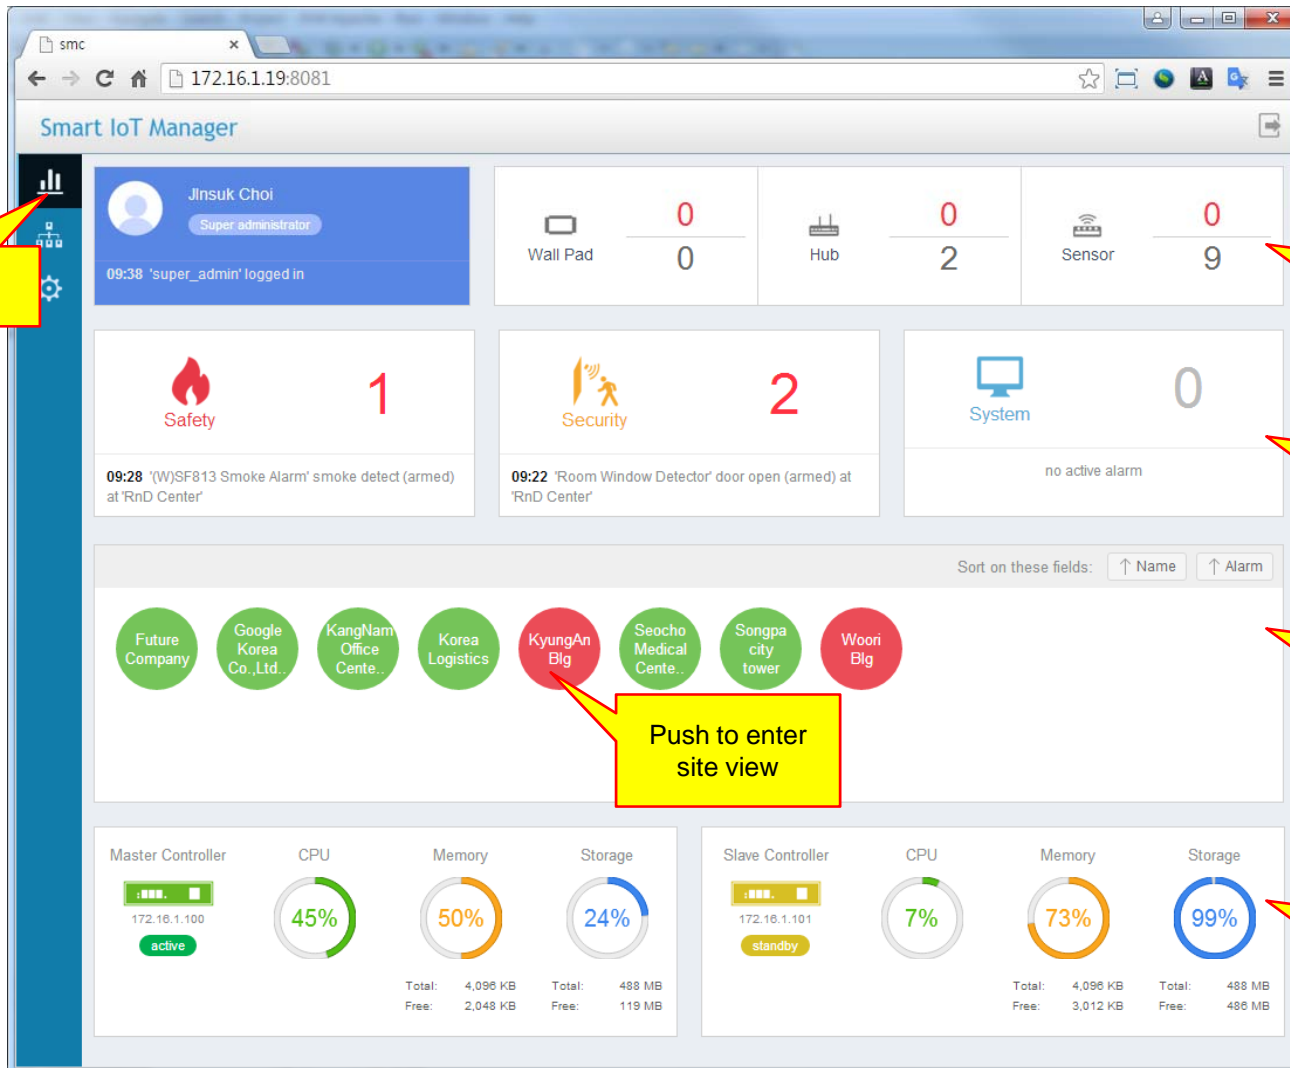 smc
172.16.1.19:8081
Smart IoT Manager
JInsuk Choi
Super administrator
09:38 'super_admin' logged in
Wall Pad
0
0
Hub
0
2
Sensor
0
9
Safety
1
09:28 '(W)SF813 Smoke Alarm' smoke detect (armed)
at 'RnD Center'
Security
2
09:22 'Room Window Detector' door open (armed) at
'RnD Center'
System
0
no active alarm
Sort on these fields:
↑ Name
↑ Alarm
Future
Company
Google
Korea
Co.,Ltd..
KangNam
Office
Cente..
Korea
Logistics
KyungAn
Blg
Seocho
Medical
Cente..
Songpa
city
tower
Woori
Blg
Push to enter
site view
Master Controller
172.16.1.100
active
CPU
45%
Memory
50%
Total: 4,096 KB
Free: 2,048 KB
Storage
24%
Total: 488 MB
Free: 119 MB
Slave Controller
172.16.1.101
standby
CPU
7%
Memory
73%
Total: 4,096 KB
Free: 3,012 KB
Storage
99%
Total: 488 MB
Free: 486 MB